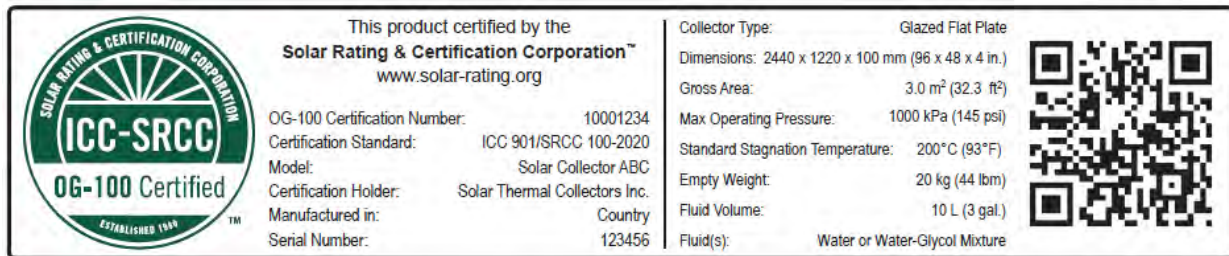 SOLAR RATING & CERTIFICATION CORPORATION
ICC-SRCC
OG-100 Certified
ESTABLISHED 1980
TM
This product certified by the
Solar Rating & Certification Corporation™
www.solar-rating.org
OG-100 Certification Number: 10001234
Certification Standard: ICC 901/SRCC 100-2020
Model: Solar Collector ABC
Certification Holder: Solar Thermal Collectors Inc.
Manufactured in: Country
Serial Number: 123456
Collector Type: Glazed Flat Plate
Dimensions: 2440 x 1220 x 100 mm (96 x 48 x 4 in.)
Gross Area: 3.0 m² (32.3 ft²)
Max Operating Pressure: 1000 kPa (145 psi)
Standard Stagnation Temperature: 200°C (93°F)
Empty Weight: 20 kg (44 lbm)
Fluid Volume: 10 L (3 gal.)
Fluid(s): Water or Water-Glycol Mixture